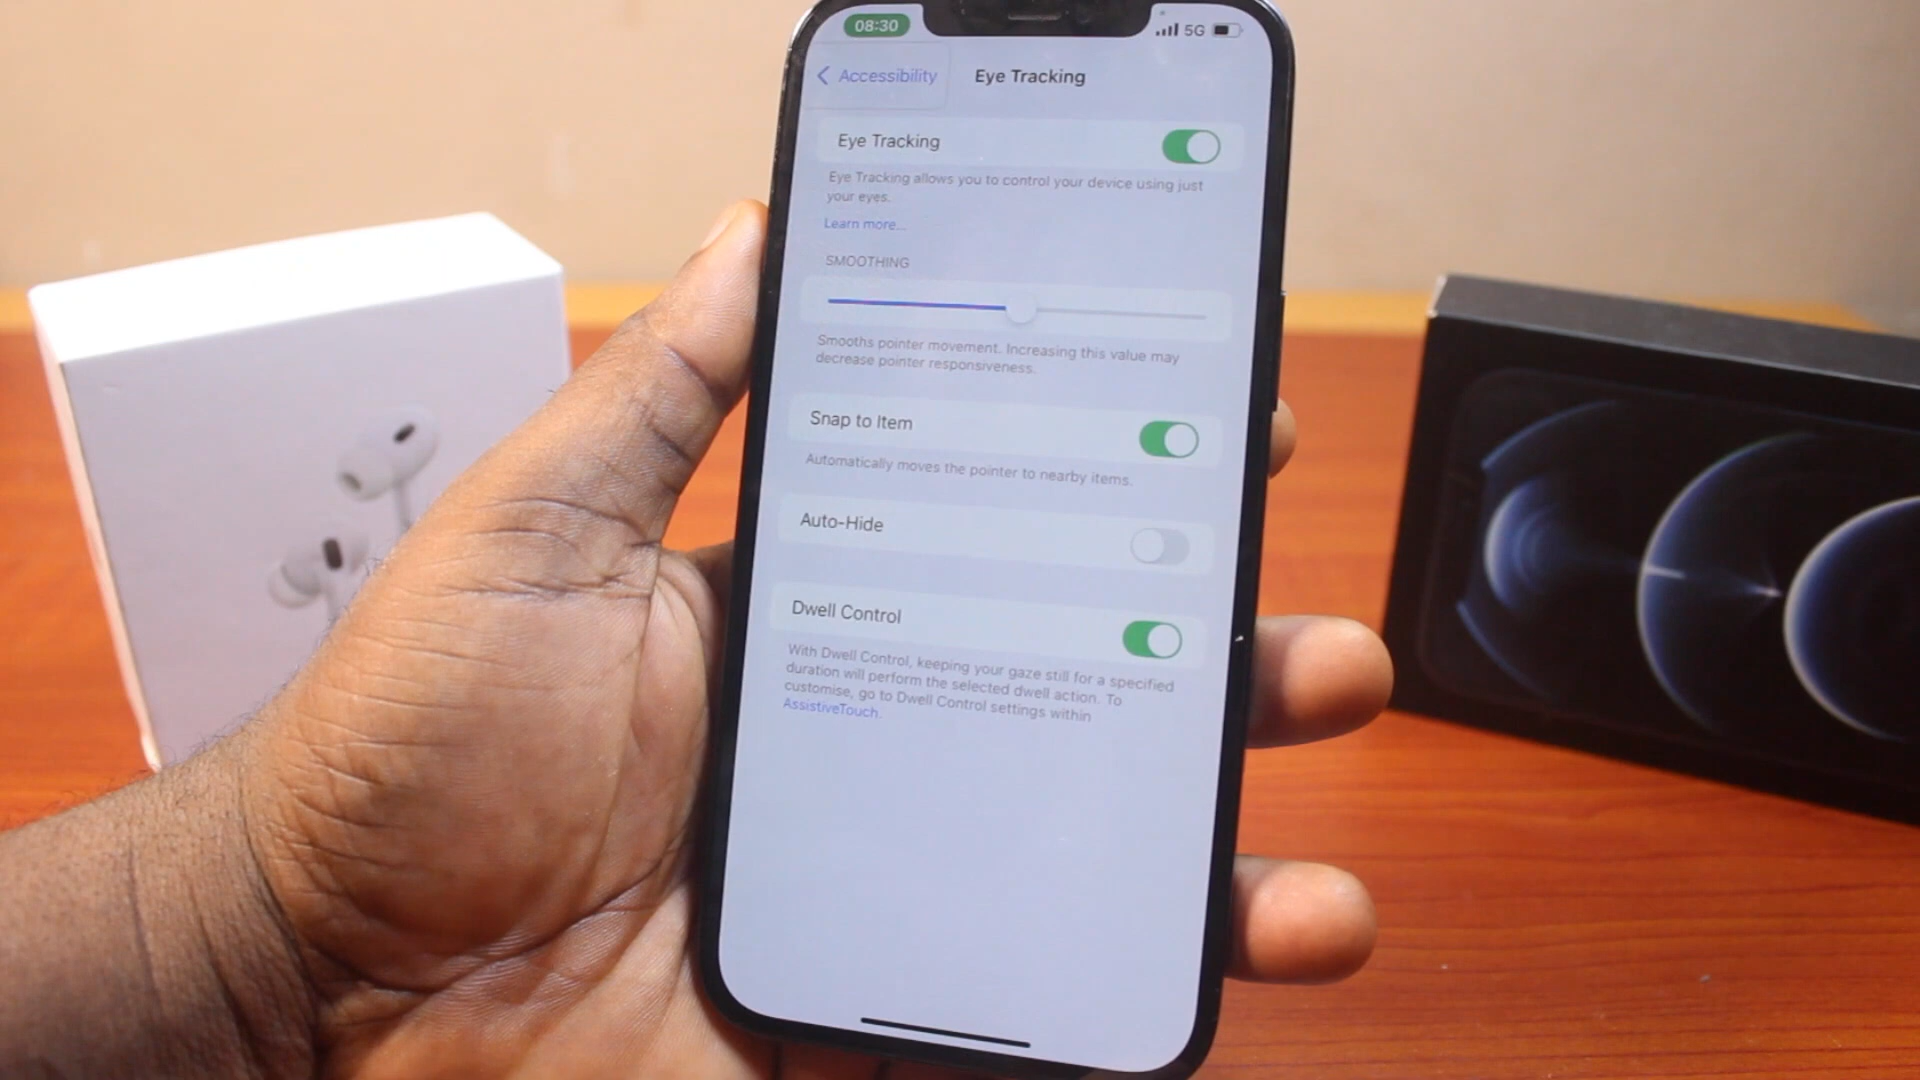 08:30
5G
Accessibility
Eye Tracking
Eye Tracking
Eye Tracking allows you to control your device using just
your eyes.
Learn more...
SMOOTHING
Smooths pointer movement. Increasing this value may
decrease pointer responsiveness.
Snap to Item
Automatically moves the pointer to nearby items.
Auto-Hide
Dwell Control
With Dwell Control, keeping your gaze still for a specified
duration will perform the selected dwell action. To
customise, go to Dwell Control settings within
AssistiveTouch.